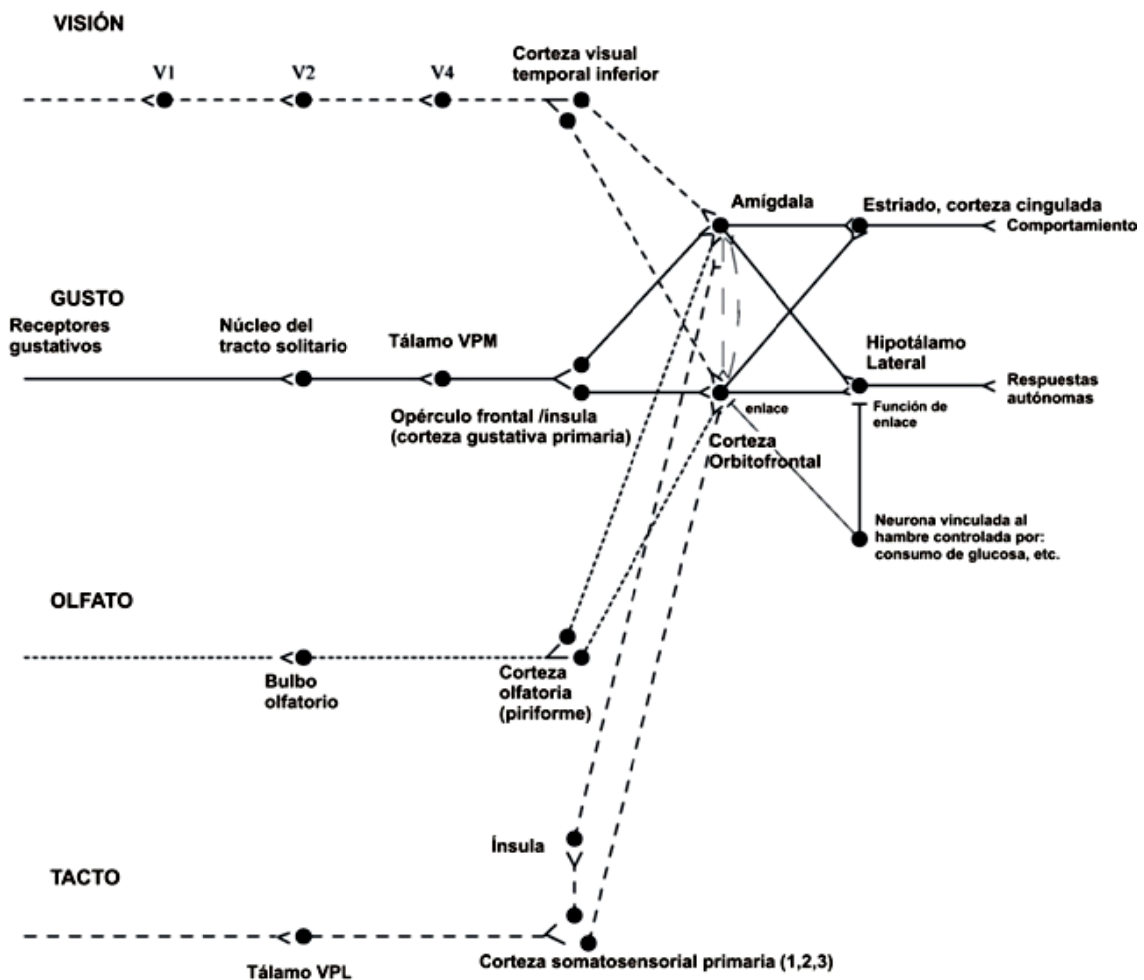 VISIÓN
V1
V2
V4
Corteza visual
temporal inferior
Amígdala
Estriado, corteza cingulada
Comportamiento
GUSTO
Receptores
gustativos
Núcleo del
tracto solitario
Tálamo VPM
Opérculo frontal /ínsula
(corteza gustativa primaria)
enlace
Corteza
Orbitofrontal
Hipotálamo
Lateral
Función de
enlace
Respuestas
autónomas
Neurona vinculada al
hambre controlada por:
consumo de glucosa, etc.
OLFATO
Bulbo
olfatorio
Corteza
olfatoria
(piriforme)
Ínsula
TACTO
Tálamo VPL
Corteza somatosensorial primaria (1,2,3)